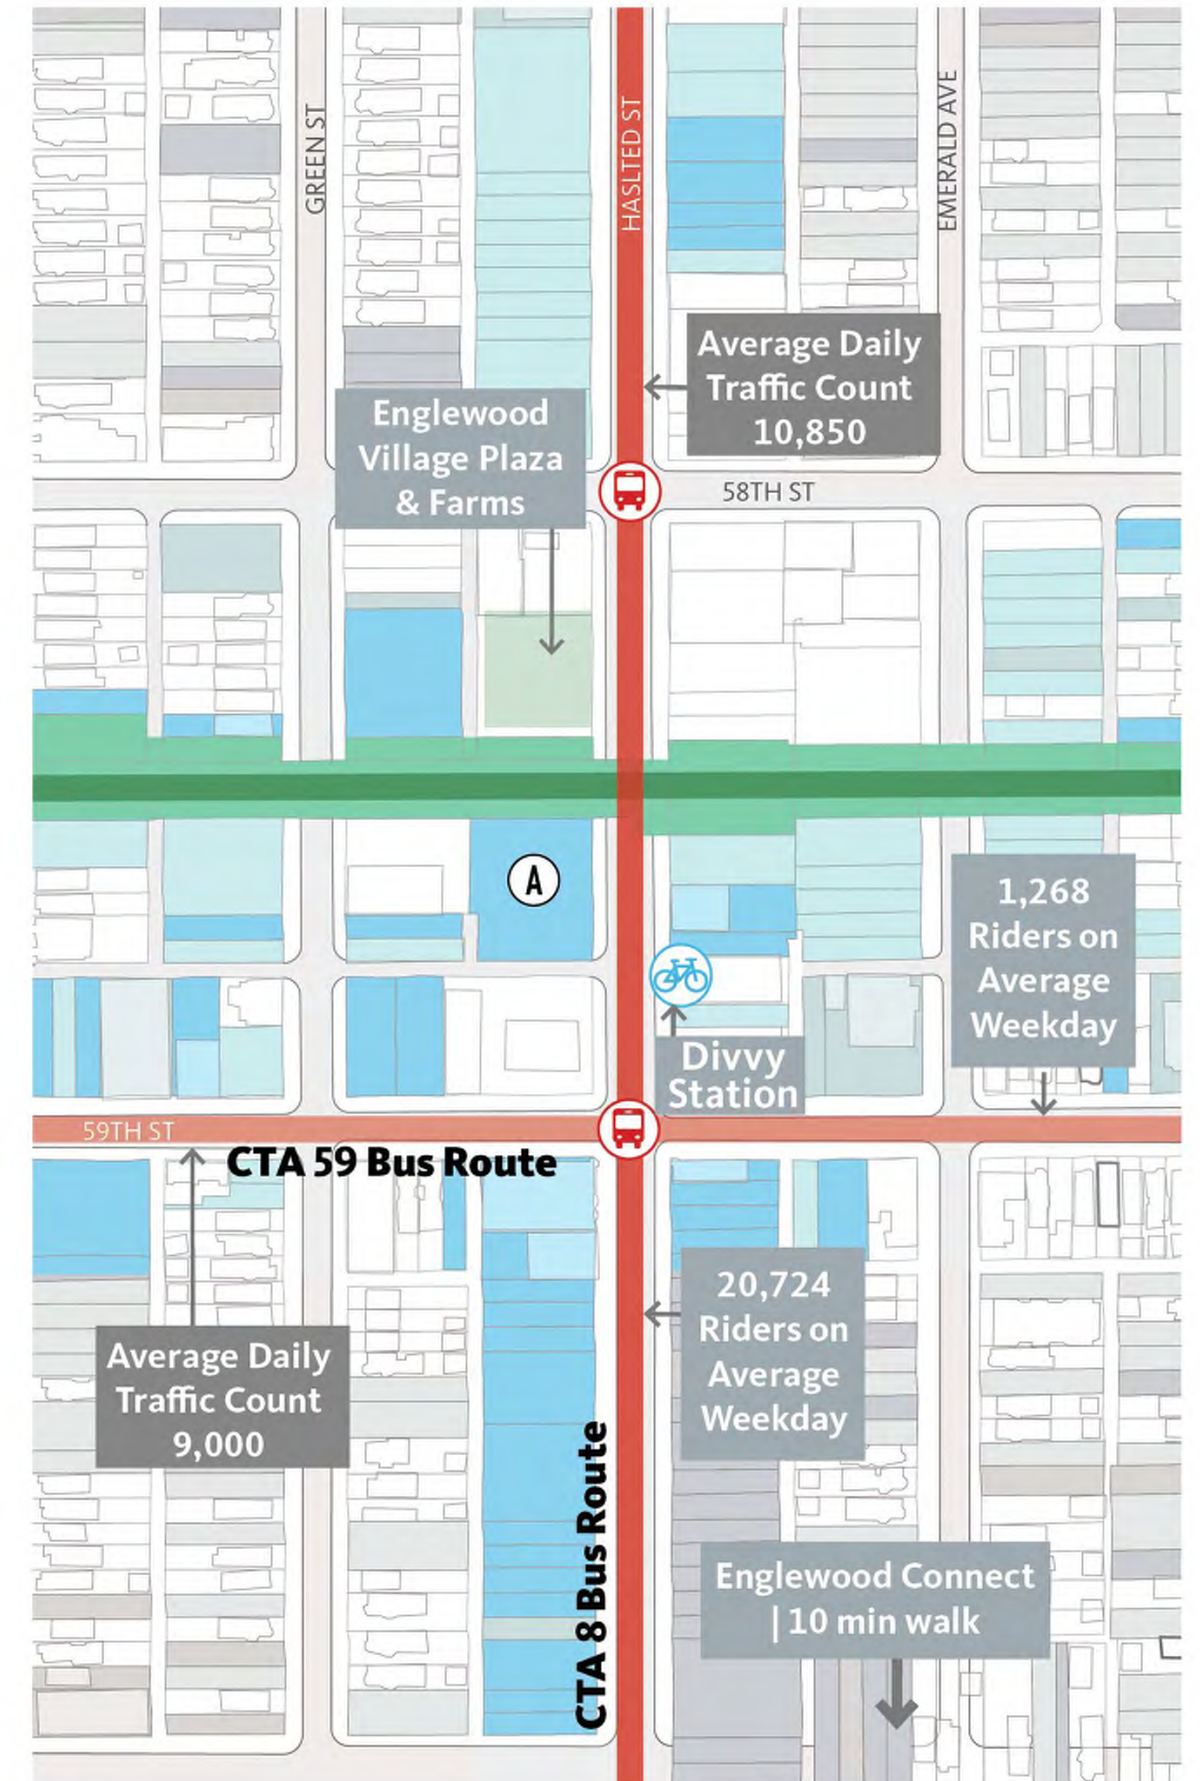 GREEN ST
HASLTED ST
EMERALD AVE
Average Daily
Traffic Count
10,850
Englewood
Village Plaza
& Farms
58TH ST
A
1,268
Riders on
Average
Weekday
Divvy
Station
59TH ST
CTA 59 Bus Route
20,724
Riders on
Average
Weekday
Average Daily
Traffic Count
9,000
CTA 8 Bus Route
Englewood Connect
| 10 min walk